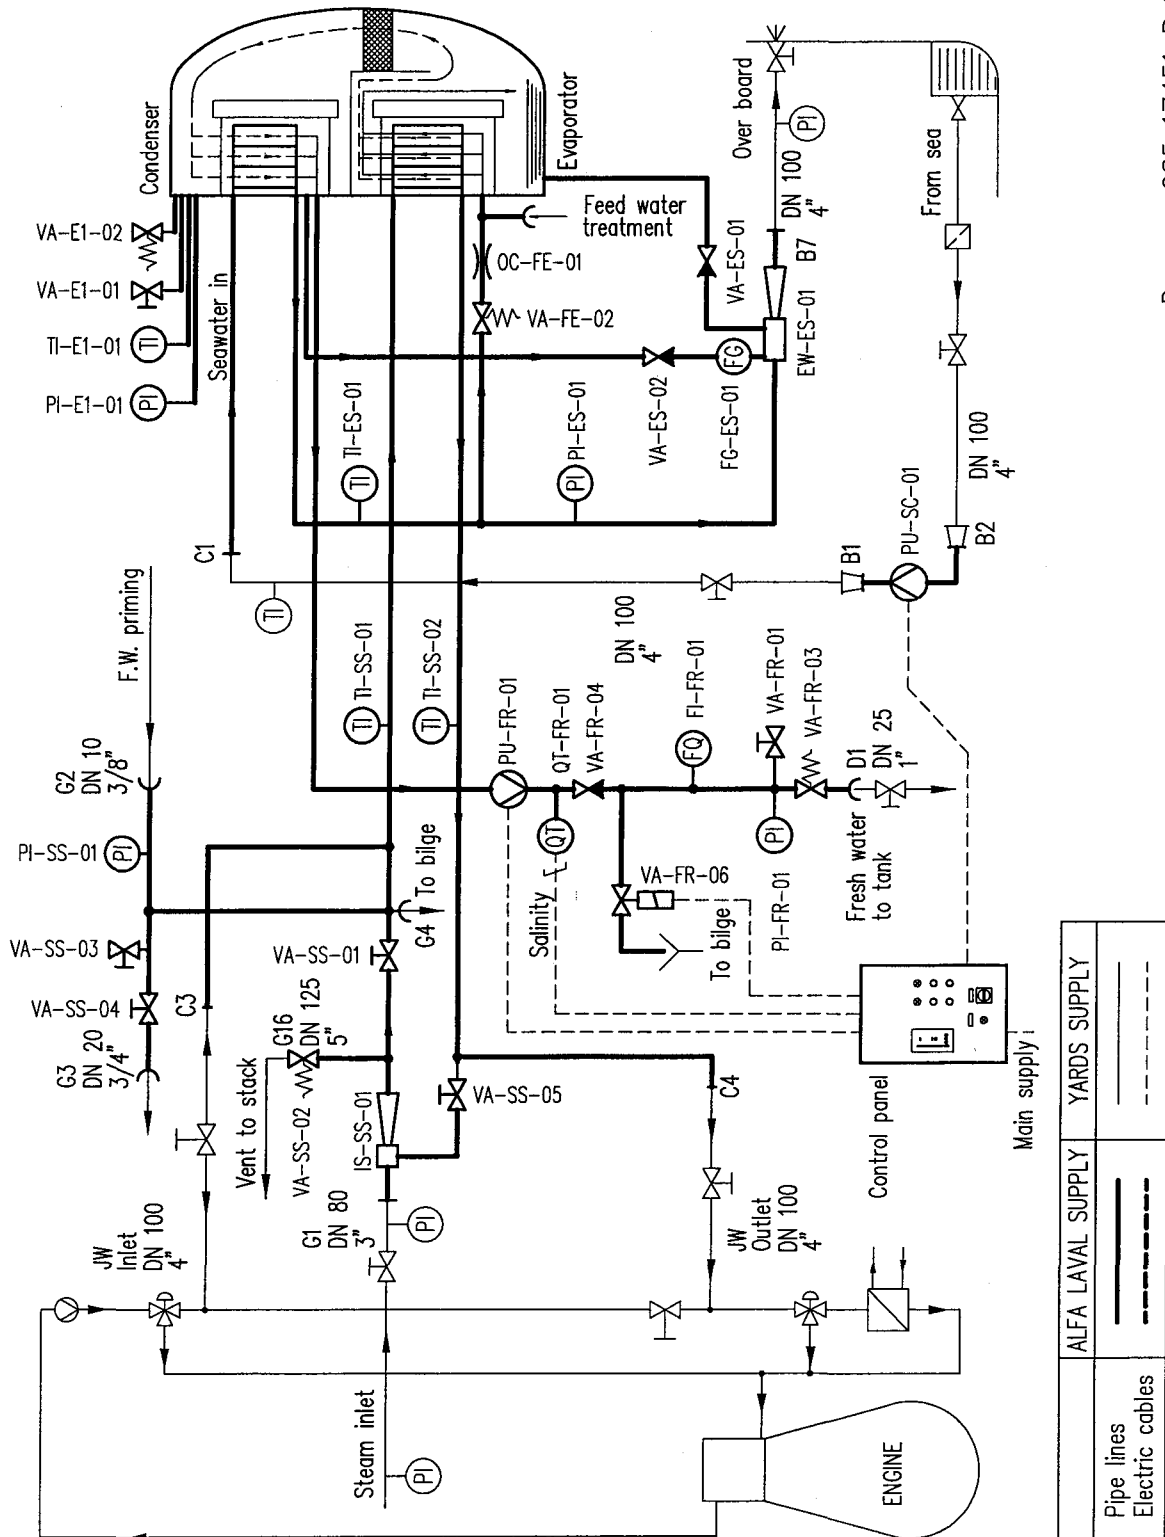 Condenser
Evaporator
VA-E1-02
VA-E1-01
TI-E1-01
TI
PI-E1-01
PI
Seawater in
Feed water
treatment
OC-FE-01
VA-FE-02
VA-ES-01
Over board
PI
DN 100
4"
B7
EW-ES-01
From sea
TI-ES-01
TI
PI-ES-01
PI
VA-ES-02
FG
FG-ES-01
DN 100
4"
PU-SC-01
B2
B1
C1
TI
F.W. priming
G2
DN 10
3/8"
PI-SS-01
PI
TI-SS-01
TI
TI-SS-02
TI
DN 100
4"
PU-FR-01
QT-FR-01
VA-FR-04
QT
FI-FR-01
FQ
VA-FR-01
VA-FR-03
D1
DN 25
1"
PI
PI-FR-01
Fresh water
to tank
Salinity
VA-FR-06
To bilge
To bilge
G4
VA-SS-03
VA-SS-04
G3
DN 20
3/4"
C3
VA-SS-01
G16
DN 125
5"
Vent to stack
VA-SS-02
IS-SS-01
VA-SS-05
C4
G1
DN 80
3"
PI
JW
Inlet
DN 100
4"
JW
Outlet
DN 100
4"
Control panel
Main supply
Steam inlet
PI
ENGINE
ALFA LAVAL SUPPLY
YARDS SUPPLY
Pipe lines
Electric cables